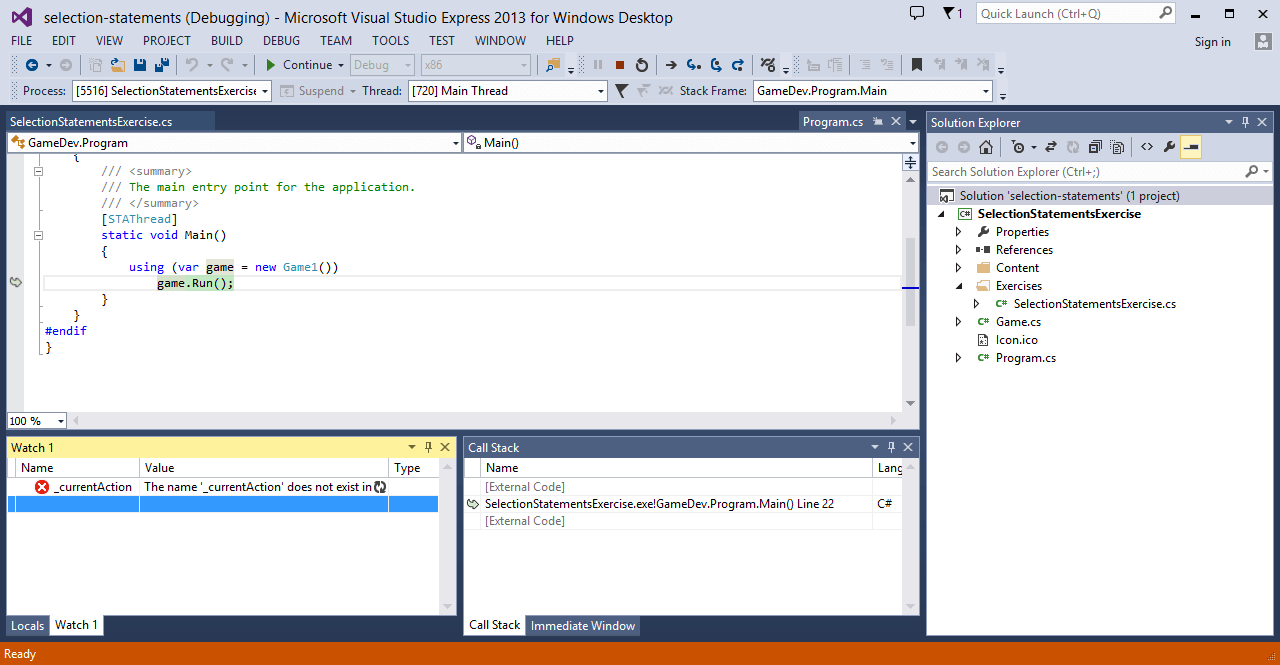 selection-statements (Debugging) - Microsoft Visual Studio Express 2013 for Windows Desktop
1
Quick Launch (Ctrl+Q)
FILE EDIT VIEW PROJECT BUILD DEBUG TEAM TOOLS TEST WINDOW HELP
Sign in
Continue Debug x86
Process: [5516] SelectionStatementsExercise Suspend Thread: [720] Main Thread Stack Frame: GameDev.Program.Main
SelectionStatementsExercise.cs Program.cs
GameDev.Program Main()
{
/// <summary>
/// The main entry point for the application.
/// </summary>
[STAThread]
static void Main()
{
using (var game = new Game1())
game.Run();
}
}
#endif
}
100 %
Solution Explorer
Search Solution Explorer (Ctrl+;)
Solution 'selection-statements' (1 project)
C# SelectionStatementsExercise
Properties
References
Content
Exercises
C# SelectionStatementsExercise.cs
C# Game.cs
Icon.ico
C# Program.cs
Watch 1
Name Value Type
_currentAction The name '_currentAction' does not exist in
Locals Watch 1
Call Stack
Name Lang
[External Code]
SelectionStatementsExercise.exe!GameDev.Program.Main() Line 22 C#
[External Code]
Call Stack Immediate Window
Ready